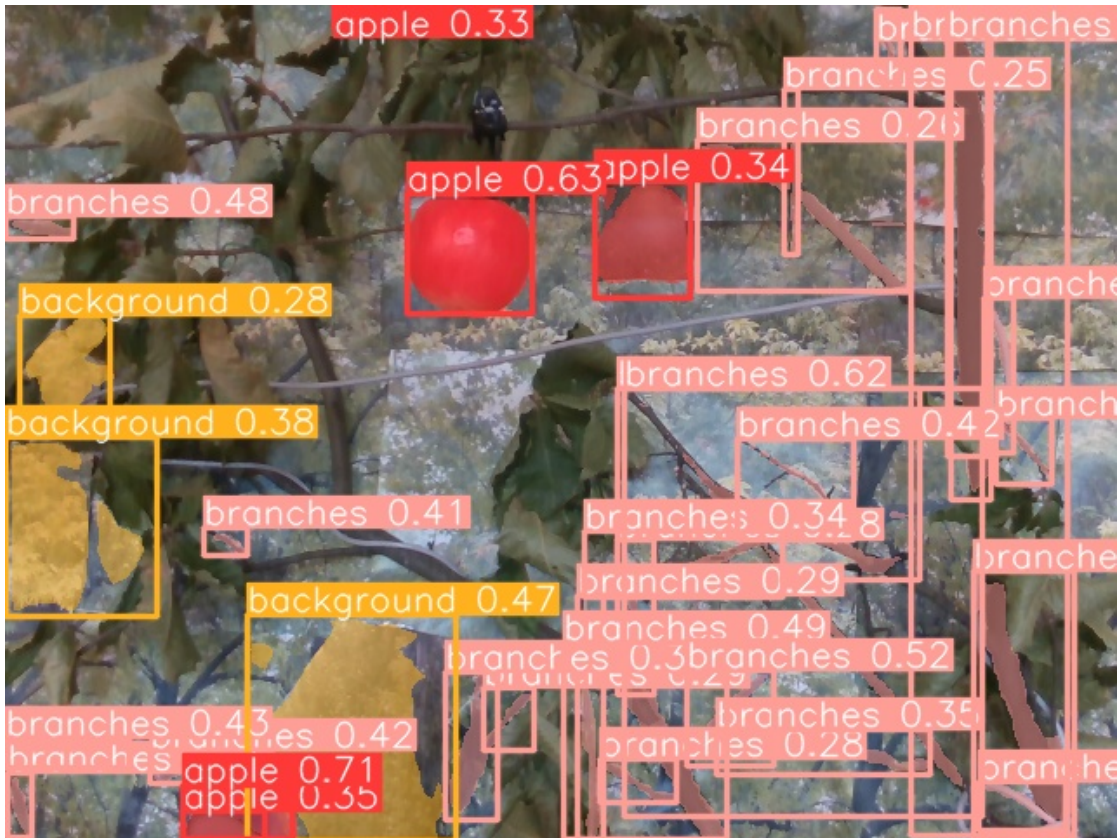 apple 0.33
branches
branches 0.25
branches 0.26
apple 0.63
apple 0.34
branches 0.48
background 0.28
branches 0.62
background 0.38
branches 0.42
branches 0.41
branches 0.34
branches 0.29
background 0.47
branches 0.49
branches 0.52
branches 0.35
branches 0.43
0.42
branches 0.28
branches
apple 0.71
apple 0.35